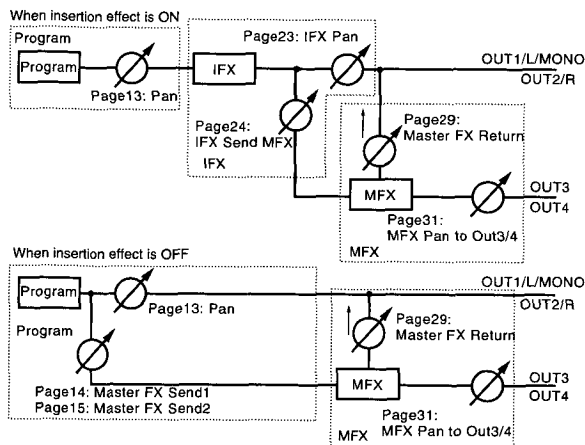 When insertion effect is ON
Program
Program
Page13: Pan
IFX
Page23: IFX Pan
Page24:
IFX Send MFX
IFX
OUT1/L/MONO
OUT2/R
Page29:
Master FX Return
MFX
OUT3
OUT4
Page31:
MFX Pan to Out3/4
MFX
When insertion effect is OFF
Program
Page13: Pan
Program
Page14: Master FX Send1
Page15: Master FX Send2
OUT1/L/MONO
OUT2/R
Page29:
Master FX Return
MFX
OUT3
OUT4
Page31:
MFX Pan to Out3/4
MFX